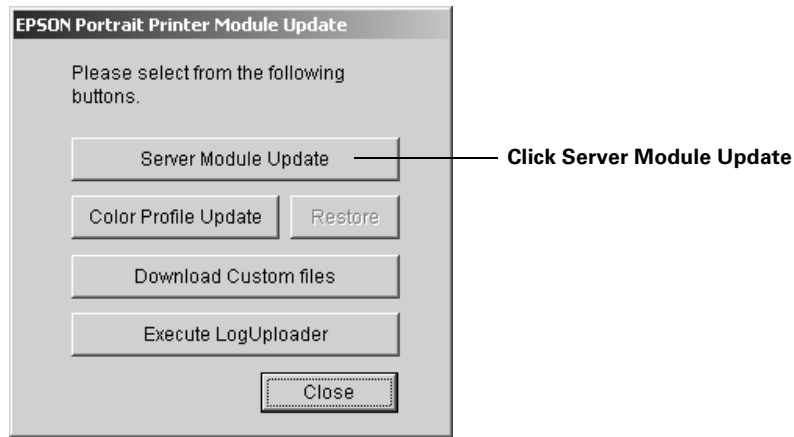 EPSON Portrait Printer Module Update
Please select from the following
buttons.
Server Module Update
Click Server Module Update
Color Profile Update
Restore
Download Custom files
Execute LogUploader
Close